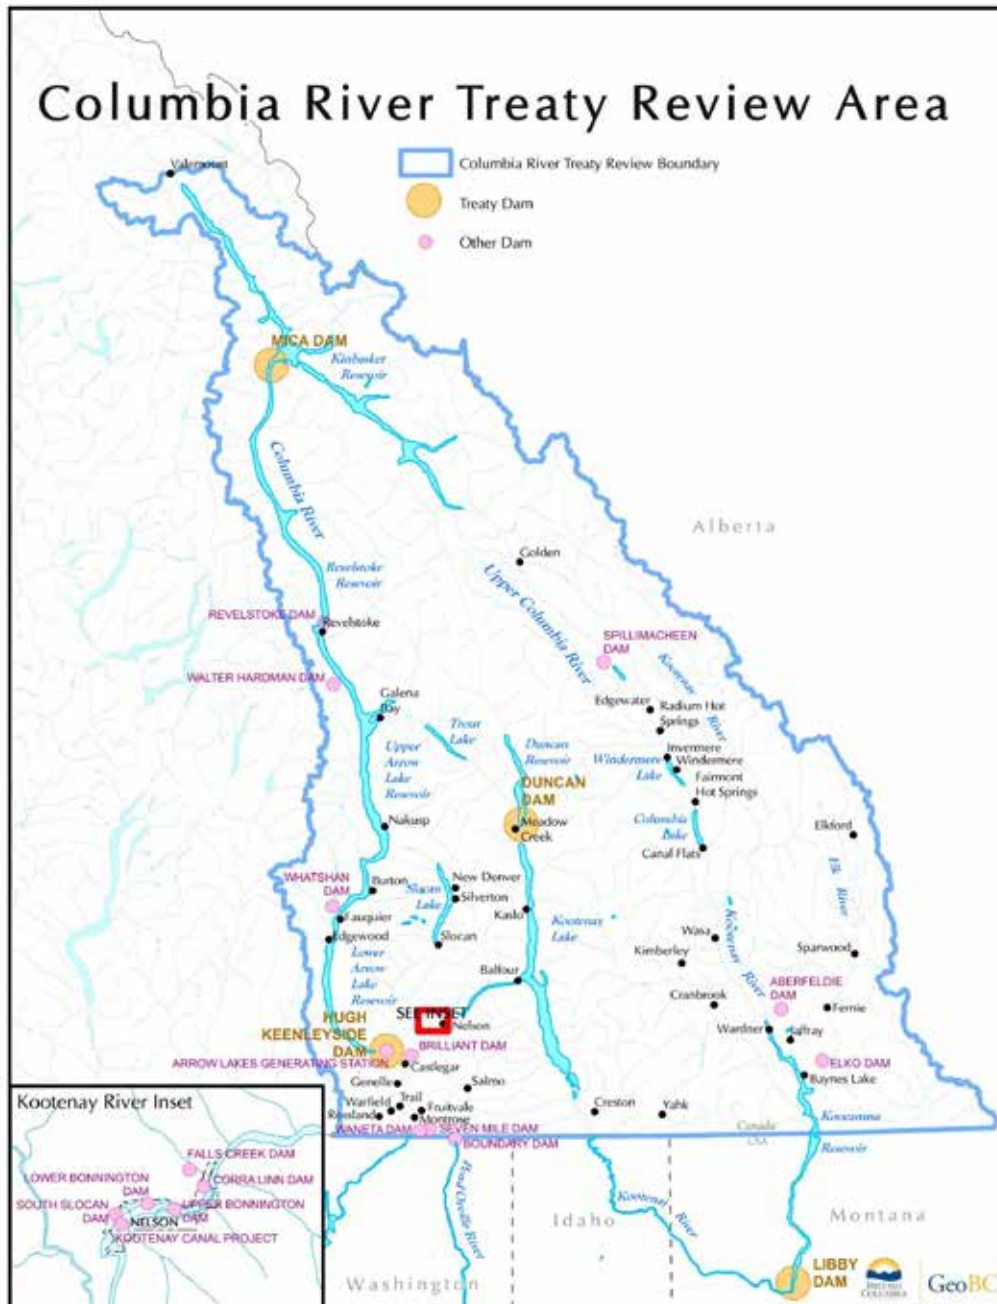 Columbia River Treaty Review Area
Columbia River Treaty Review Boundary
Treaty Dam
Other Dam
Valemount
MICA DAM
Kinbasket
Reservoir
Columbia River
Alberta
Golden
Upper Columbia River
Revelstoke
Reservoir
REVELSTOKE DAM
Revelstoke
SPILLIMACHEEN
DAM
Kootenay
River
WALTER HARDMAN DAM
Galena
Bay
Edgewater
Radium Hot
Springs
Trout
Lake
Upper
Arrow
Lake
Reservoir
Duncan
Reservoir
Invermere
Windermere
Windermere
Lake
Fairmont
Hot Springs
DUNCAN
DAM
Nakusp
Meadow
Creek
Columbia
Lake
Canal Flats
Elkford
Elk River
WHATSHAN
DAM
Burton
Slocan
Lake
New Denver
Silverton
Fauquier
Edgewood
Kaslo
Kootenay
Lake
Kootenay River
Wasa
Kimberley
Sparwood
Slocan
Lower
Arrow
Lake
Reservoir
Balfour
Cranbrook
ABERFELDIE
DAM
Fernie
SEE INSET
Nelson
HUGH
KEENLEYSIDE
DAM
Wardner
Jaffray
BRILLIANT DAM
ARROW LAKES GENERATING STATION
Castlegar
ELKO DAM
Baynes Lake
Genelle
Salmo
Warfield
Trail
Rossland
Fruitvale
Montrose
Creston
Yahk
Koocanusa
Reservoir
WANETA DAM
SEVEN MILE DAM
BOUNDARY DAM
Canada
USA
Kootenay River Inset
FALLS CREEK DAM
LOWER BONNINGTON
DAM
CORRA LINN DAM
SOUTH SLOCAN
DAM
UPPER BONNINGTON
DAM
NELSON
KOOTENAY CANAL PROJECT
Pend Oreille River
Kootenai River
Idaho
Montana
Washington
LIBBY
DAM
BRITISH
COLUMBIA
GeoBC